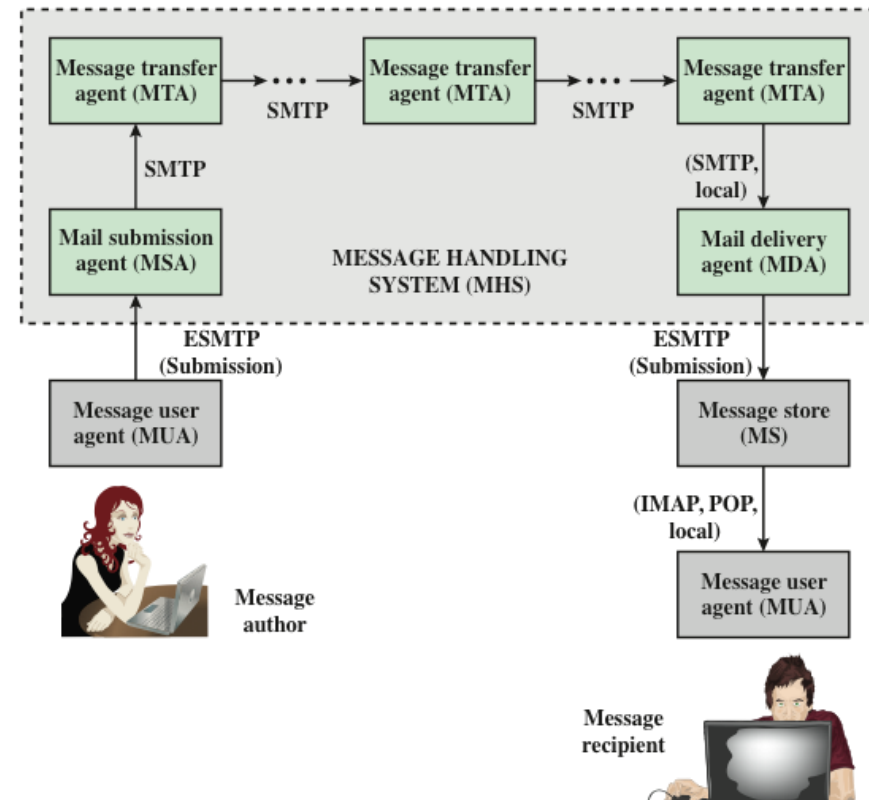 Message transfer
agent (MTA)
SMTP
Message transfer
agent (MTA)
SMTP
Message transfer
agent (MTA)
SMTP
(SMTP,
local)
Mail submission
agent (MSA)
MESSAGE HANDLING
SYSTEM (MHS)
Mail delivery
agent (MDA)
ESMTP
(Submission)
ESMTP
(Submission)
Message user
agent (MUA)
Message store
(MS)
(IMAP, POP,
local)
Message user
agent (MUA)
Message
author
Message
recipient